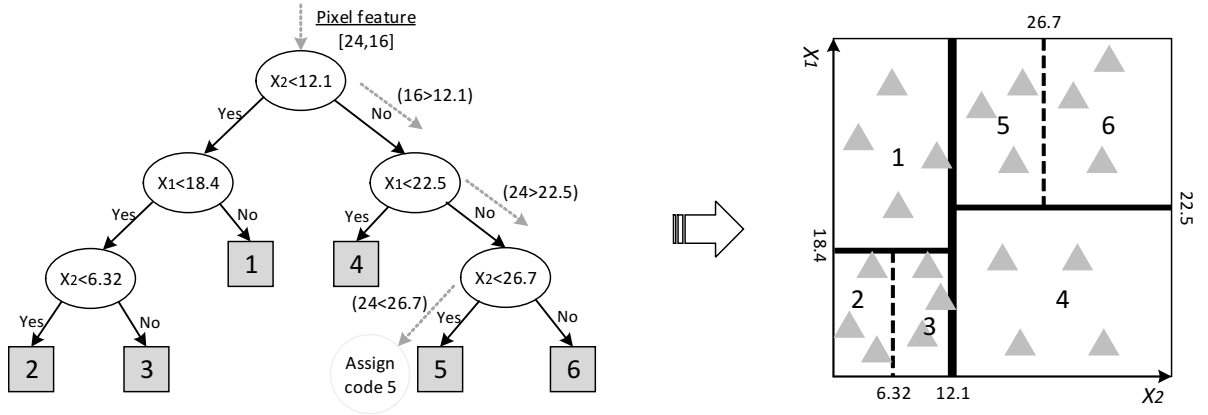 Pixel feature
[24,16]
X2<12.1
(16>12.1)
Yes
No
X1<18.4
X1<22.5
(24>22.5)
Yes
No
Yes
No
1
4
X2<6.32
X2<26.7
(24<26.7)
Yes
No
Yes
No
2
3
Assign
code 5
5
6
26.7
X1
5
6
1
22.5
18.4
2
3
4
6.32
12.1
X2